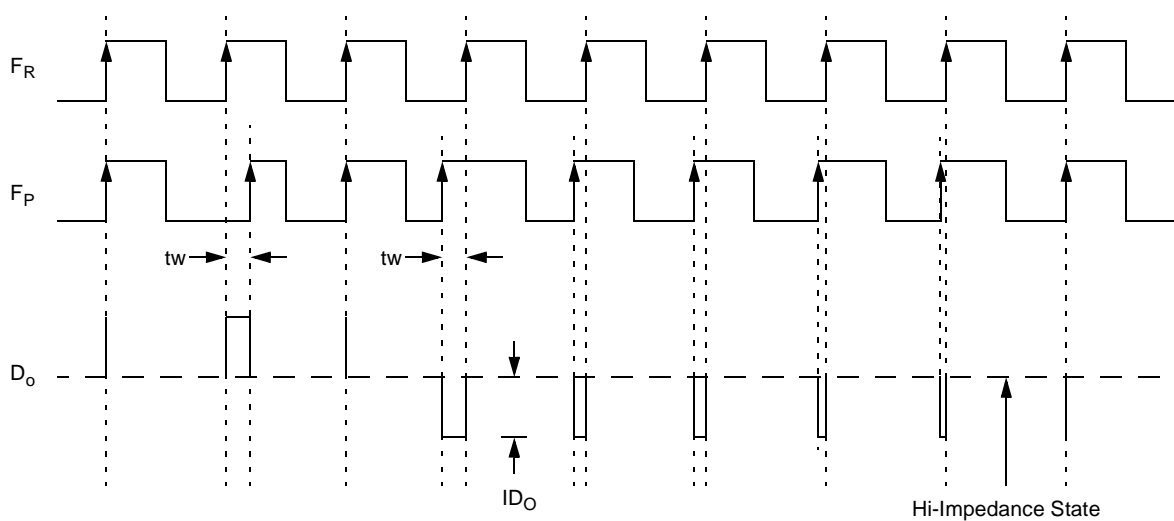 F_R
F_P
tw tw
D_o
ID_O
Hi-Impedance State